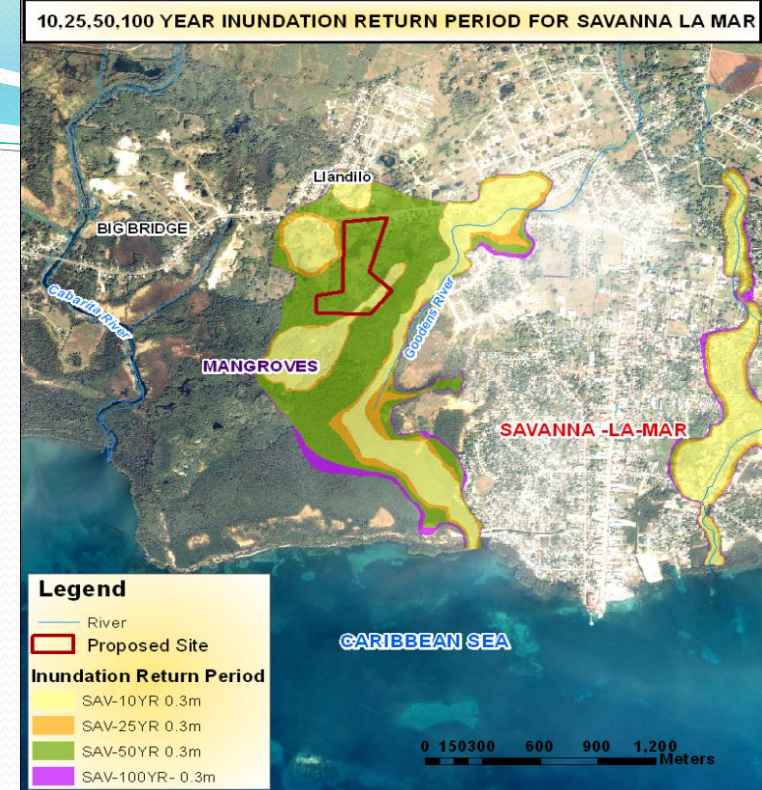 10,25,50,100 YEAR INUNDATION RETURN PERIOD FOR SAVANNA LA MAR
Llandilo
BIG BRIDGE
Cabarita River
Goodens River
MANGROVES
SAVANNA -LA-MAR
CARIBBEAN SEA
Legend
River
Proposed Site
Inundation Return Period
SAV-10YR 0.3m
SAV-25YR 0.3m
SAV-50YR 0.3m
SAV-100YR- 0.3m
0 150300 600 900 1,200
Meters